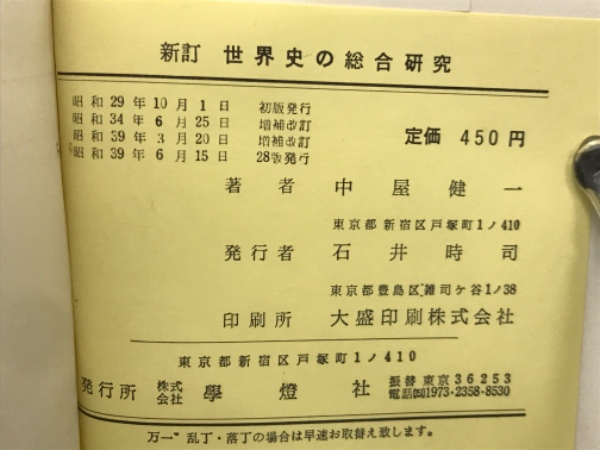 新訂 世界史の総合研究
昭和29年10月1日 初版発行
昭和34年6月25日 増補改訂
昭和39年3月20日 増補改訂
昭和39年6月15日 28版発行
定価 450円
著者 中屋健一
東京都新宿区戸塚町1ノ410
発行者 石井時司
東京都豊島区雑司ケ谷1ノ38
印刷所 大盛印刷株式会社
東京都新宿区戸塚町1ノ410
発行所 株式会社 學燈社 振替東京36253
電話1973・2358・8530
万一乱丁・落丁の場合は早速お取替え致します。